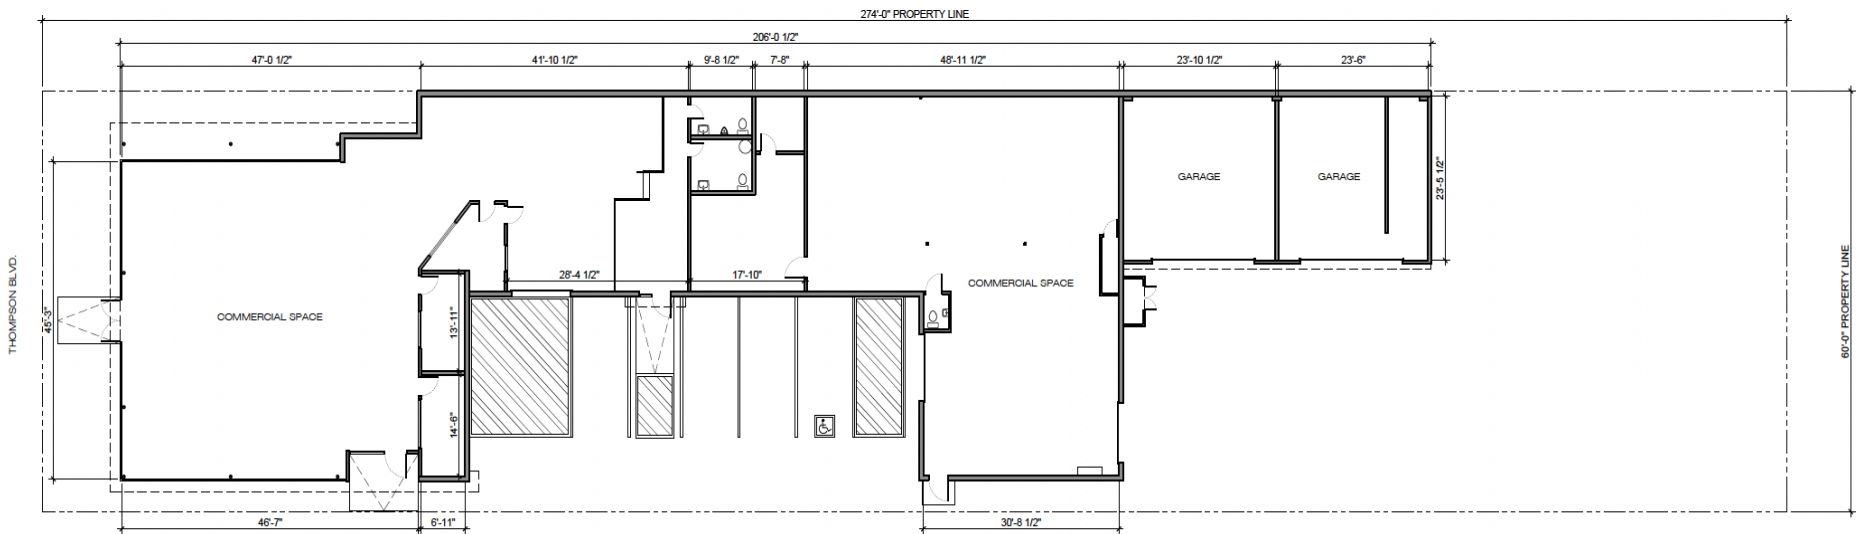 274'-0" PROPERTY LINE
206'-0 1/2"
47'-0 1/2"
41'-10 1/2"
9'-8 1/2"
7'-8"
48'-11 1/2"
23'-10 1/2"
23'-6"
GARAGE
GARAGE
23'-5 1/2"
THOMPSON BLVD.
45'-3"
COMMERCIAL SPACE
28'-4 1/2"
17'-10"
COMMERCIAL SPACE
13'-11"
14'-6"
60'-0" PROPERTY LINE
46'-7"
6'-11"
30'-8 1/2"